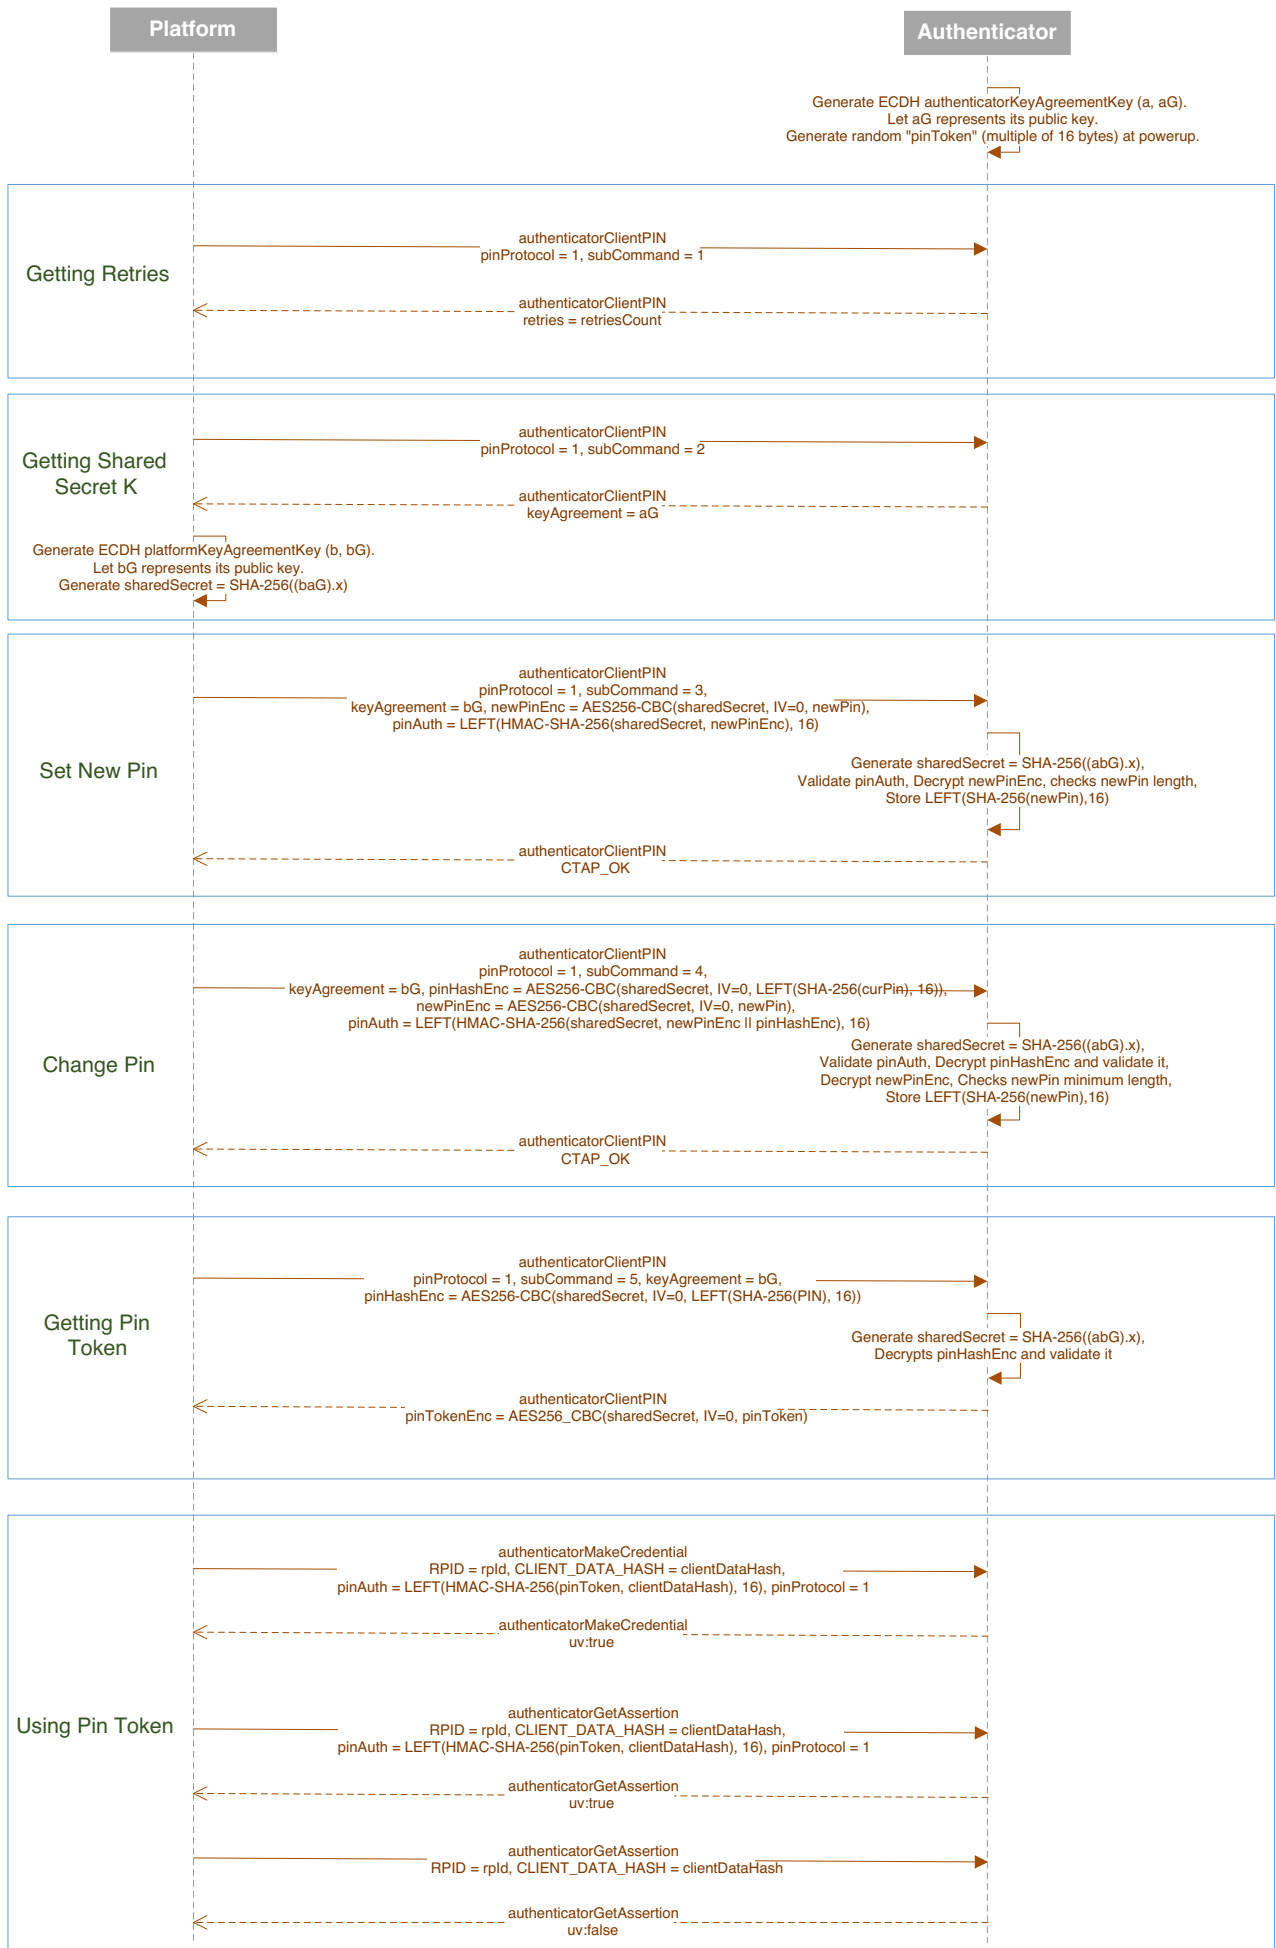 Platform
Authenticator
Generate ECDH authenticatorKeyAgreementKey (a, aG).
Let aG represents its public key.
Generate random "pinToken" (multiple of 16 bytes) at powerup.
Getting Retries
authenticatorClientPIN
pinProtocol = 1, subCommand = 1
authenticatorClientPIN
retries = retriesCount
Getting Shared
Secret K
authenticatorClientPIN
pinProtocol = 1, subCommand = 2
authenticatorClientPIN
keyAgreement = aG
Generate ECDH platformKeyAgreementKey (b, bG).
Let bG represents its public key.
Generate sharedSecret = SHA-256((baG).x)
Set New Pin
authenticatorClientPIN
pinProtocol = 1, subCommand = 3,
keyAgreement = bG, newPinEnc = AES256-CBC(sharedSecret, IV=0, newPin),
pinAuth = LEFT(HMAC-SHA-256(sharedSecret, newPinEnc), 16)
Generate sharedSecret = SHA-256((abG).x),
Validate pinAuth, Decrypt newPinEnc, checks newPin length,
Store LEFT(SHA-256(newPin),16)
authenticatorClientPIN
CTAP_OK
Change Pin
authenticatorClientPIN
pinProtocol = 1, subCommand = 4,
keyAgreement = bG, pinHashEnc = AES256-CBC(sharedSecret, IV=0, LEFT(SHA-256(curPin), 16)),
newPinEnc = AES256-CBC(sharedSecret, IV=0, newPin),
pinAuth = LEFT(HMAC-SHA-256(sharedSecret, newPinEnc || pinHashEnc), 16)
Generate sharedSecret = SHA-256((abG).x),
Validate pinAuth, Decrypt pinHashEnc and validate it,
Decrypt newPinEnc, Checks newPin minimum length,
Store LEFT(SHA-256(newPin),16)
authenticatorClientPIN
CTAP_OK
Getting Pin
Token
authenticatorClientPIN
pinProtocol = 1, subCommand = 5, keyAgreement = bG,
pinHashEnc = AES256-CBC(sharedSecret, IV=0, LEFT(SHA-256(PIN), 16))
Generate sharedSecret = SHA-256((abG).x),
Decrypts pinHashEnc and validate it
authenticatorClientPIN
pinTokenEnc = AES256_CBC(sharedSecret, IV=0, pinToken)
Using Pin Token
authenticatorMakeCredential
RPID = rpId, CLIENT_DATA_HASH = clientDataHash,
pinAuth = LEFT(HMAC-SHA-256(pinToken, clientDataHash), 16), pinProtocol = 1
authenticatorMakeCredential
uv:true
authenticatorGetAssertion
RPID = rpId, CLIENT_DATA_HASH = clientDataHash,
pinAuth = LEFT(HMAC-SHA-256(pinToken, clientDataHash), 16), pinProtocol = 1
authenticatorGetAssertion
uv:true
authenticatorGetAssertion
RPID = rpId, CLIENT_DATA_HASH = clientDataHash
authenticatorGetAssertion
uv:false